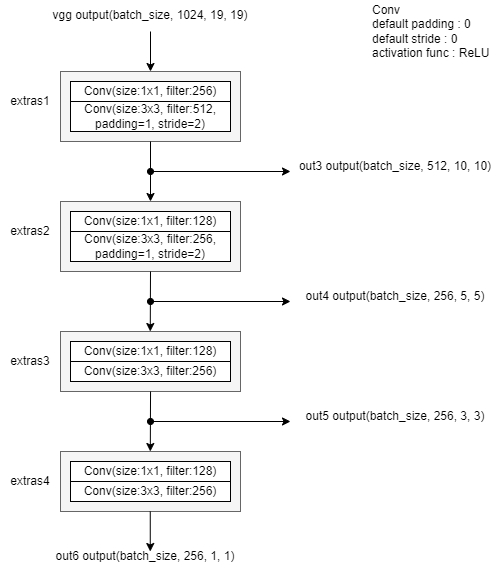 vgg output(batch_size, 1024, 19, 19)
Conv
default padding : 0
default stride : 0
activation func : ReLU
extras1
Conv(size:1x1, filter:256)
Conv(size:3x3, filter:512,
padding=1, stride=2)
out3 output(batch_size, 512, 10, 10)
extras2
Conv(size:1x1, filter:128)
Conv(size:3x3, filter:256,
padding=1, stride=2)
out4 output(batch_size, 256, 5, 5)
extras3
Conv(size:1x1, filter:128)
Conv(size:3x3, filter:256)
out5 output(batch_size, 256, 3, 3)
extras4
Conv(size:1x1, filter:128)
Conv(size:3x3, filter:256)
out6 output(batch_size, 256, 1, 1)